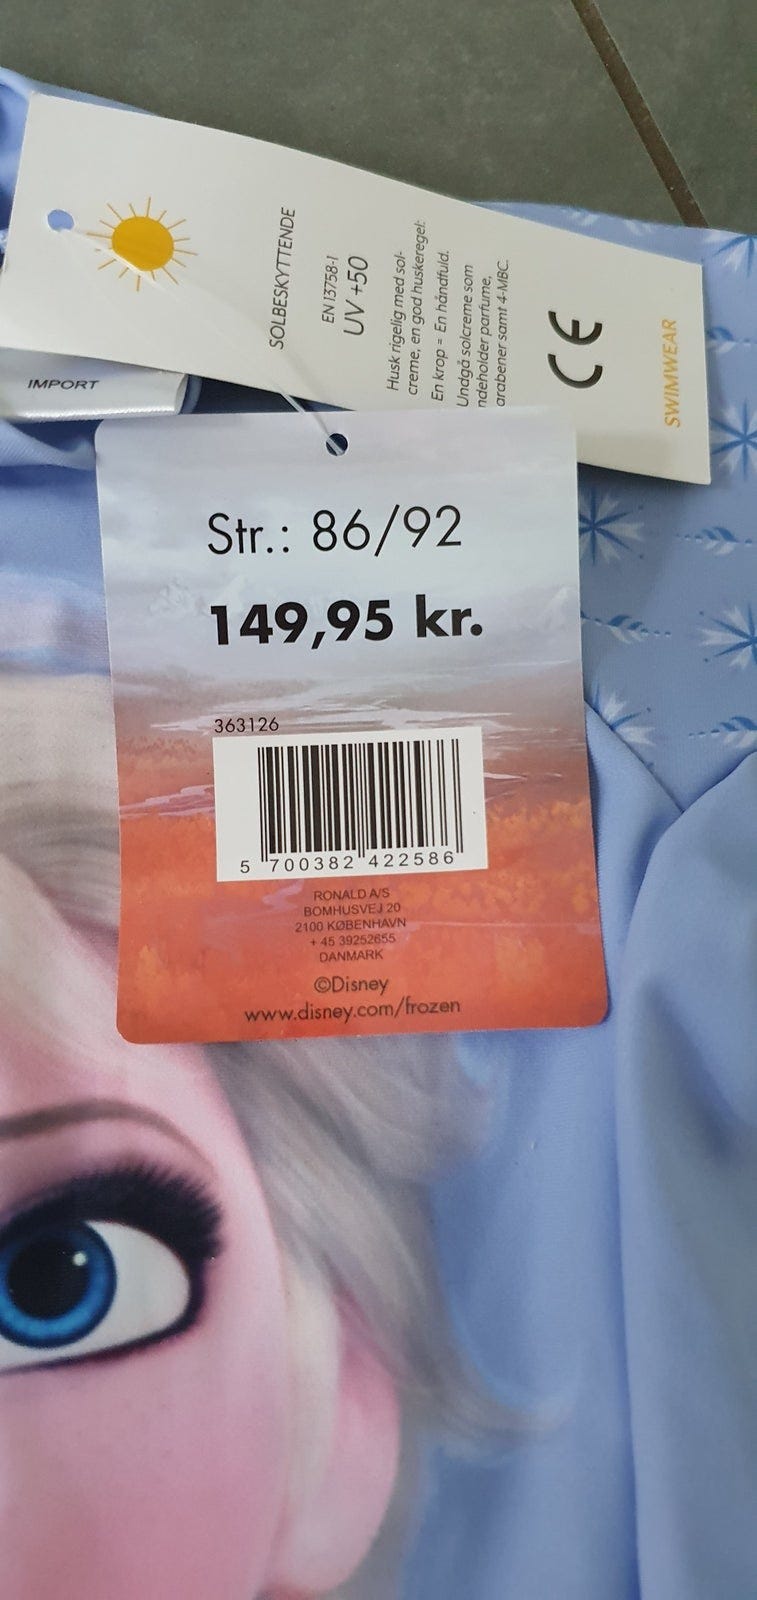 SOLBESKYTTENDE
EN 13758-1
UV +50
Husk rigelig med sol-
creme, en god huskeregel:
En krop = En håndfuld.
Undgå solcreme som
ndeholder parfume,
arabener samt 4-MBC.
CE
SWIMWEAR
IMPORT
Str.: 86/92
149,95 kr.
363126
5 700382 422586
RONALD A/S
BOMHUSVEJ 20
2100 KØBENHAVN
+ 45 39252655
DANMARK
©Disney
www.disney.com/frozen